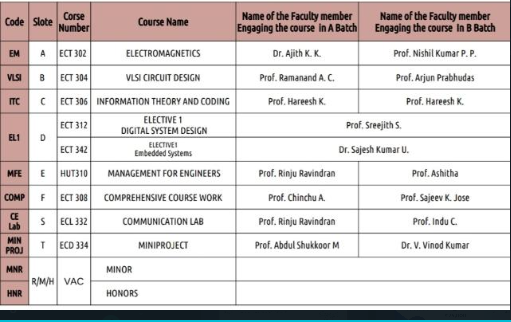 Code Slote Corse Number Course Name Name of the Faculty member Engaging the course in A Batch Name of the Faculty member Engaging the course in B Batch
EM A ECT 302 ELECTROMAGNETICS Dr. Ajith K. K. Prof. Nishil Kumar P. P.
VLSI B ECT 304 VLSI CIRCUIT DESIGN Prof. Ramanand A. C. Prof. Arjun Prabhudas
ITC C ECT 306 INFORMATION THEORY AND CODING Prof. Hareesh K. Prof. Hareesh K.
EL1 D ECT 312 ELECTIVE 1 DIGITAL SYSTEM DESIGN Prof. Sreejith S.
ECT 342 ELECTIVE1 Embedded Systems Dr. Sajesh Kumar U.
MFE E HUT310 MANAGEMENT FOR ENGINEERS Prof. Rinju Ravindran Prof. Ashitha
COMP F ECT 308 COMPREHENSIVE COURSE WORK Prof. Chinchu A. Prof. Sajeev K. Jose
CE Lab S ECL 332 COMMUNICATION LAB Prof. Rinju Ravindran Prof. Indu C.
MIN PROJ T ECD 334 MINIPROJECT Prof. Abdul Shukkoor M Dr. V. Vinod Kumar
MNR R/M/H VAC MINOR
HNR HONORS